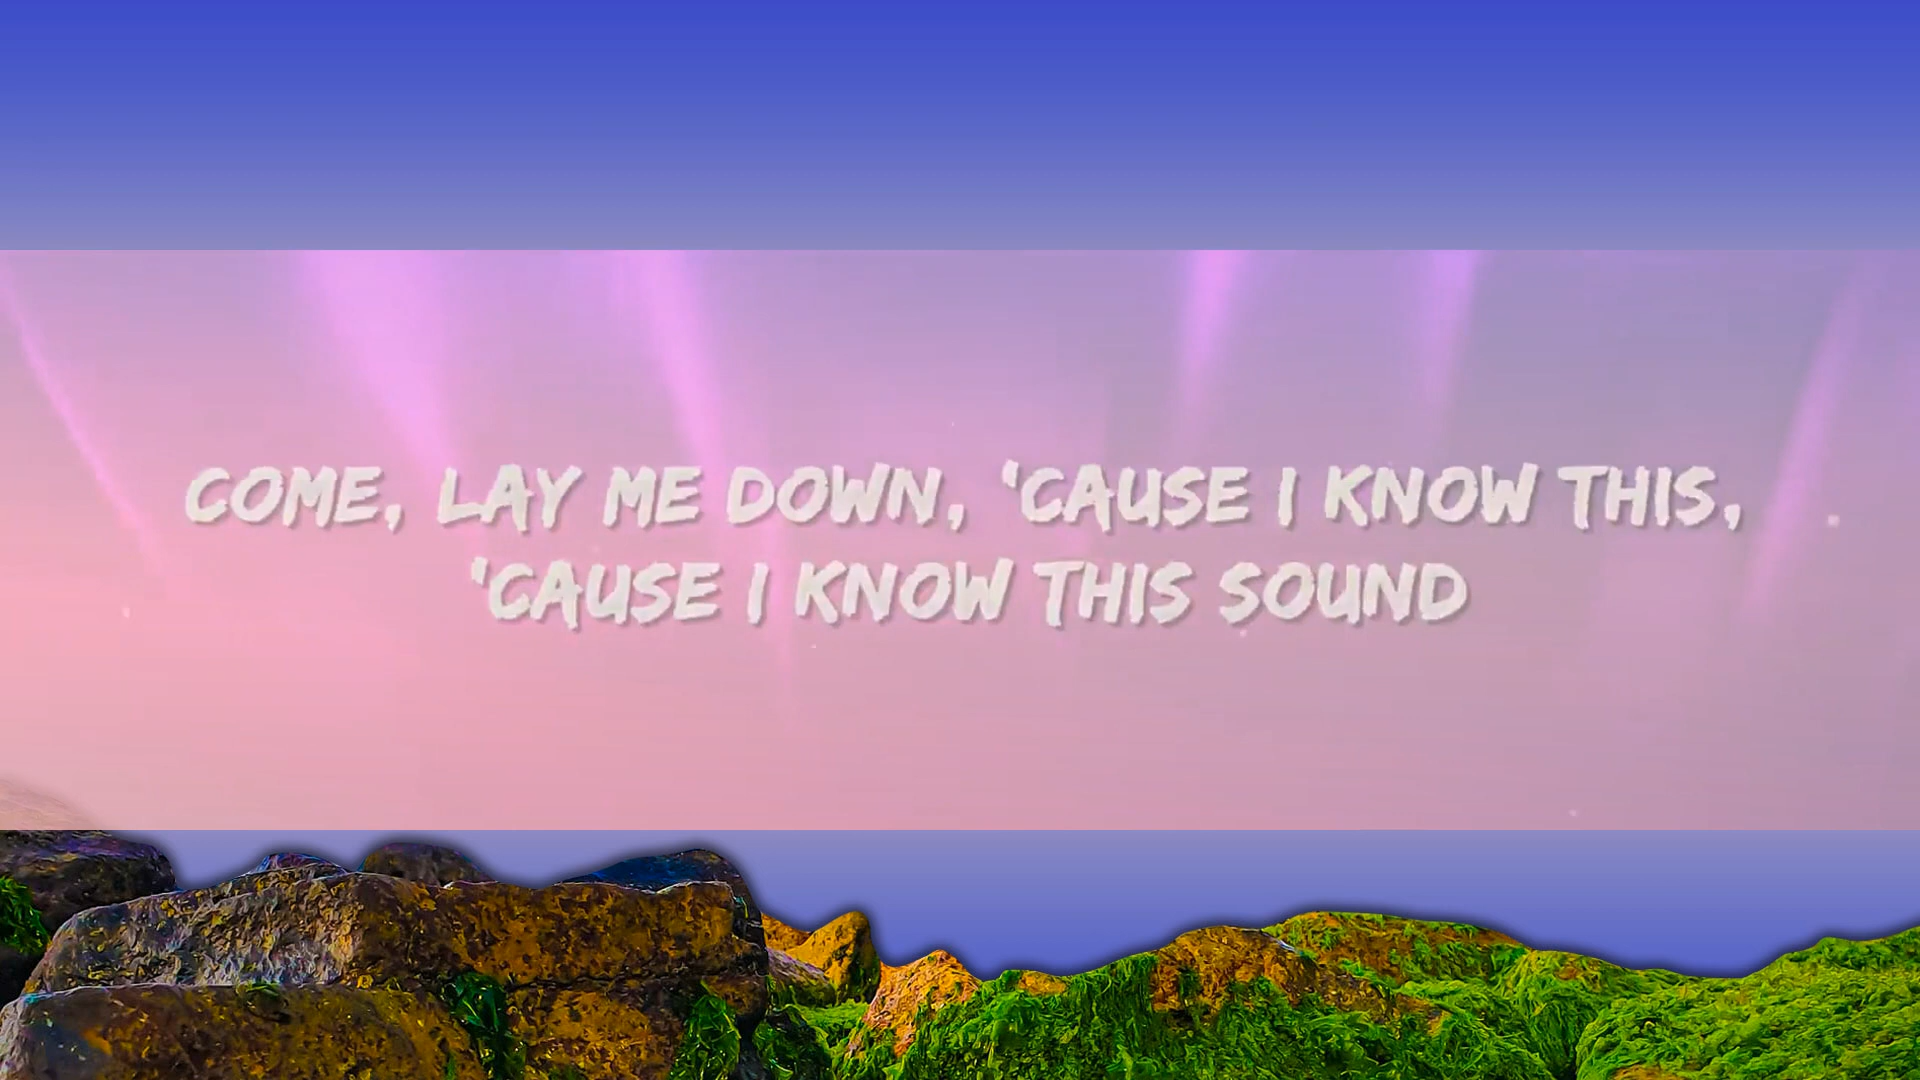 COME, LAY ME DOWN, 'CAUSE I KNOW THIS,
'CAUSE I KNOW THIS SOUND